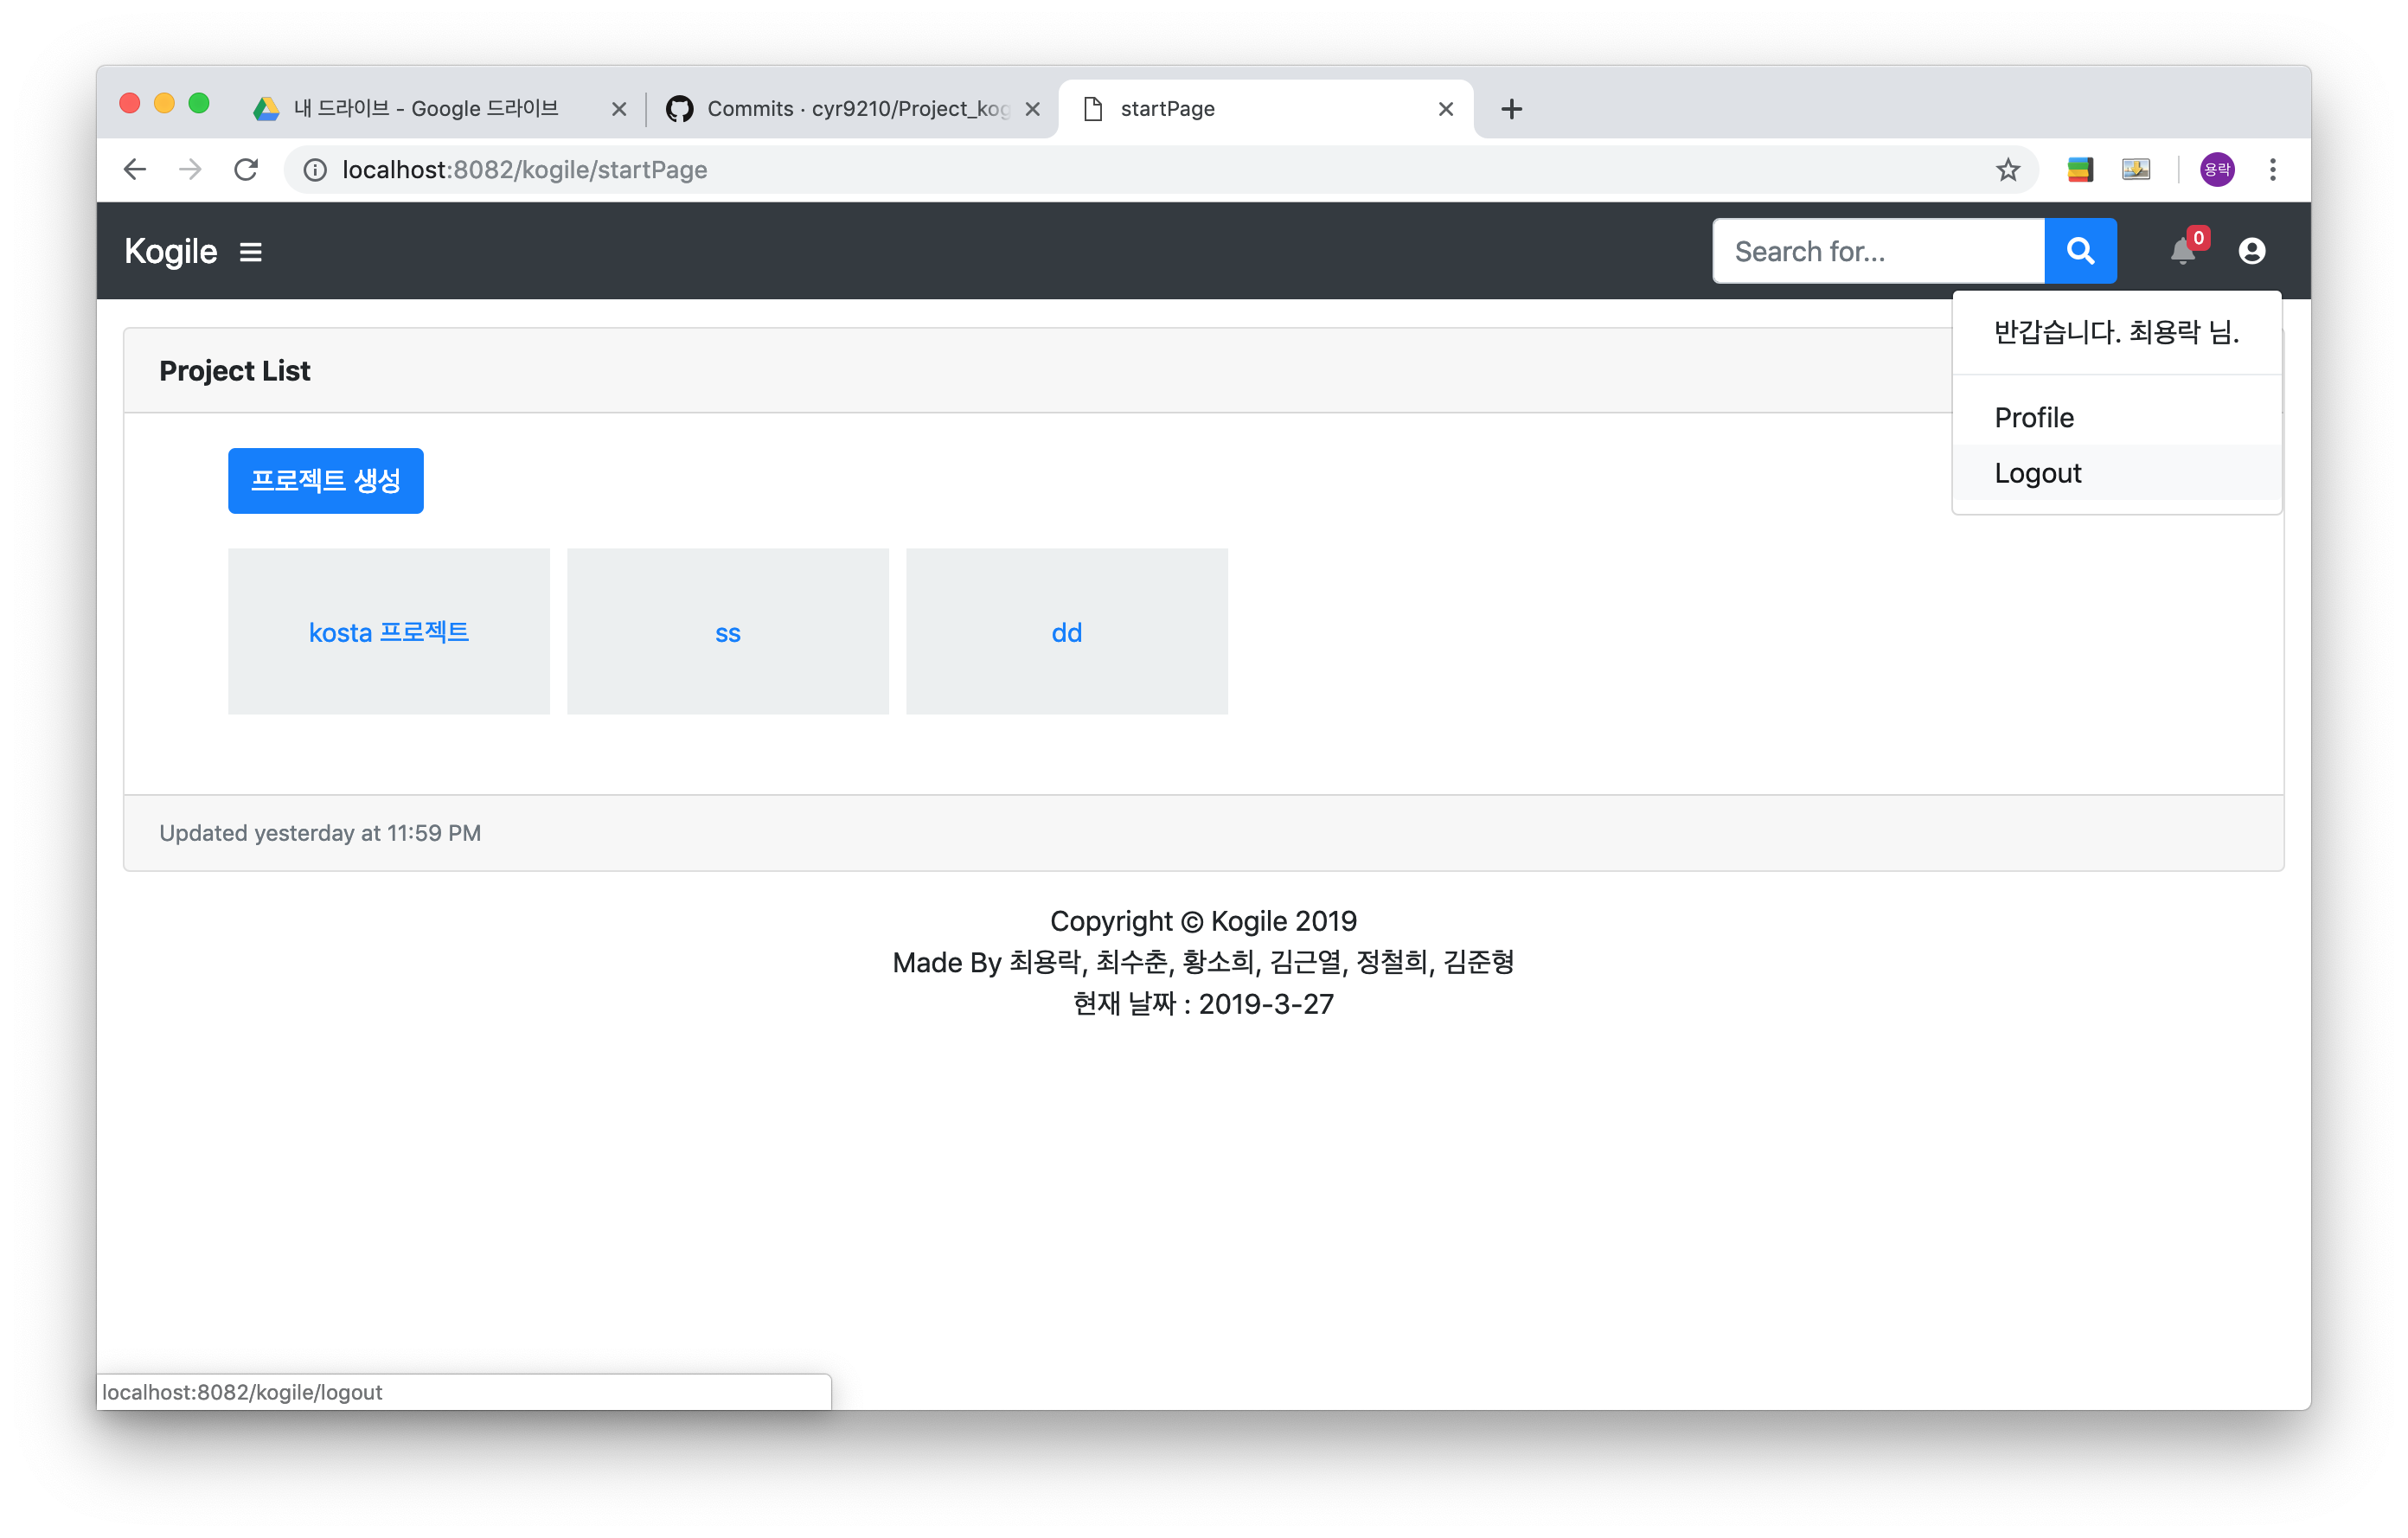 내 드라이브 - Google 드라이브
Commits · cyr9210/Project_kog
startPage
localhost:8082/kogile/startPage
용락
Kogile
Search for...
0
반갑습니다. 최용락 님.
Profile
Logout
Project List
프로젝트 생성
kosta 프로젝트
ss
dd
Updated yesterday at 11:59 PM
Copyright © Kogile 2019
Made By 최용락, 최수춘, 황소희, 김근열, 정철희, 김준형
현재 날짜 : 2019-3-27
localhost:8082/kogile/logout